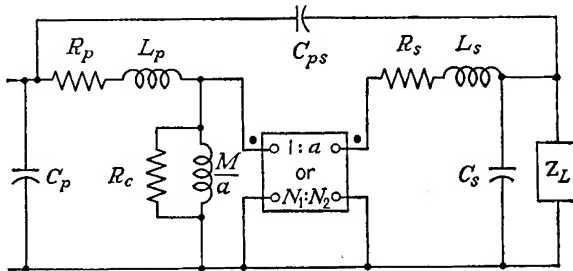 C_ps
R_p
L_p
R_s
L_s
C_p
R_c
M/a
1:a
or
N_1:N_2
C_s
Z_L